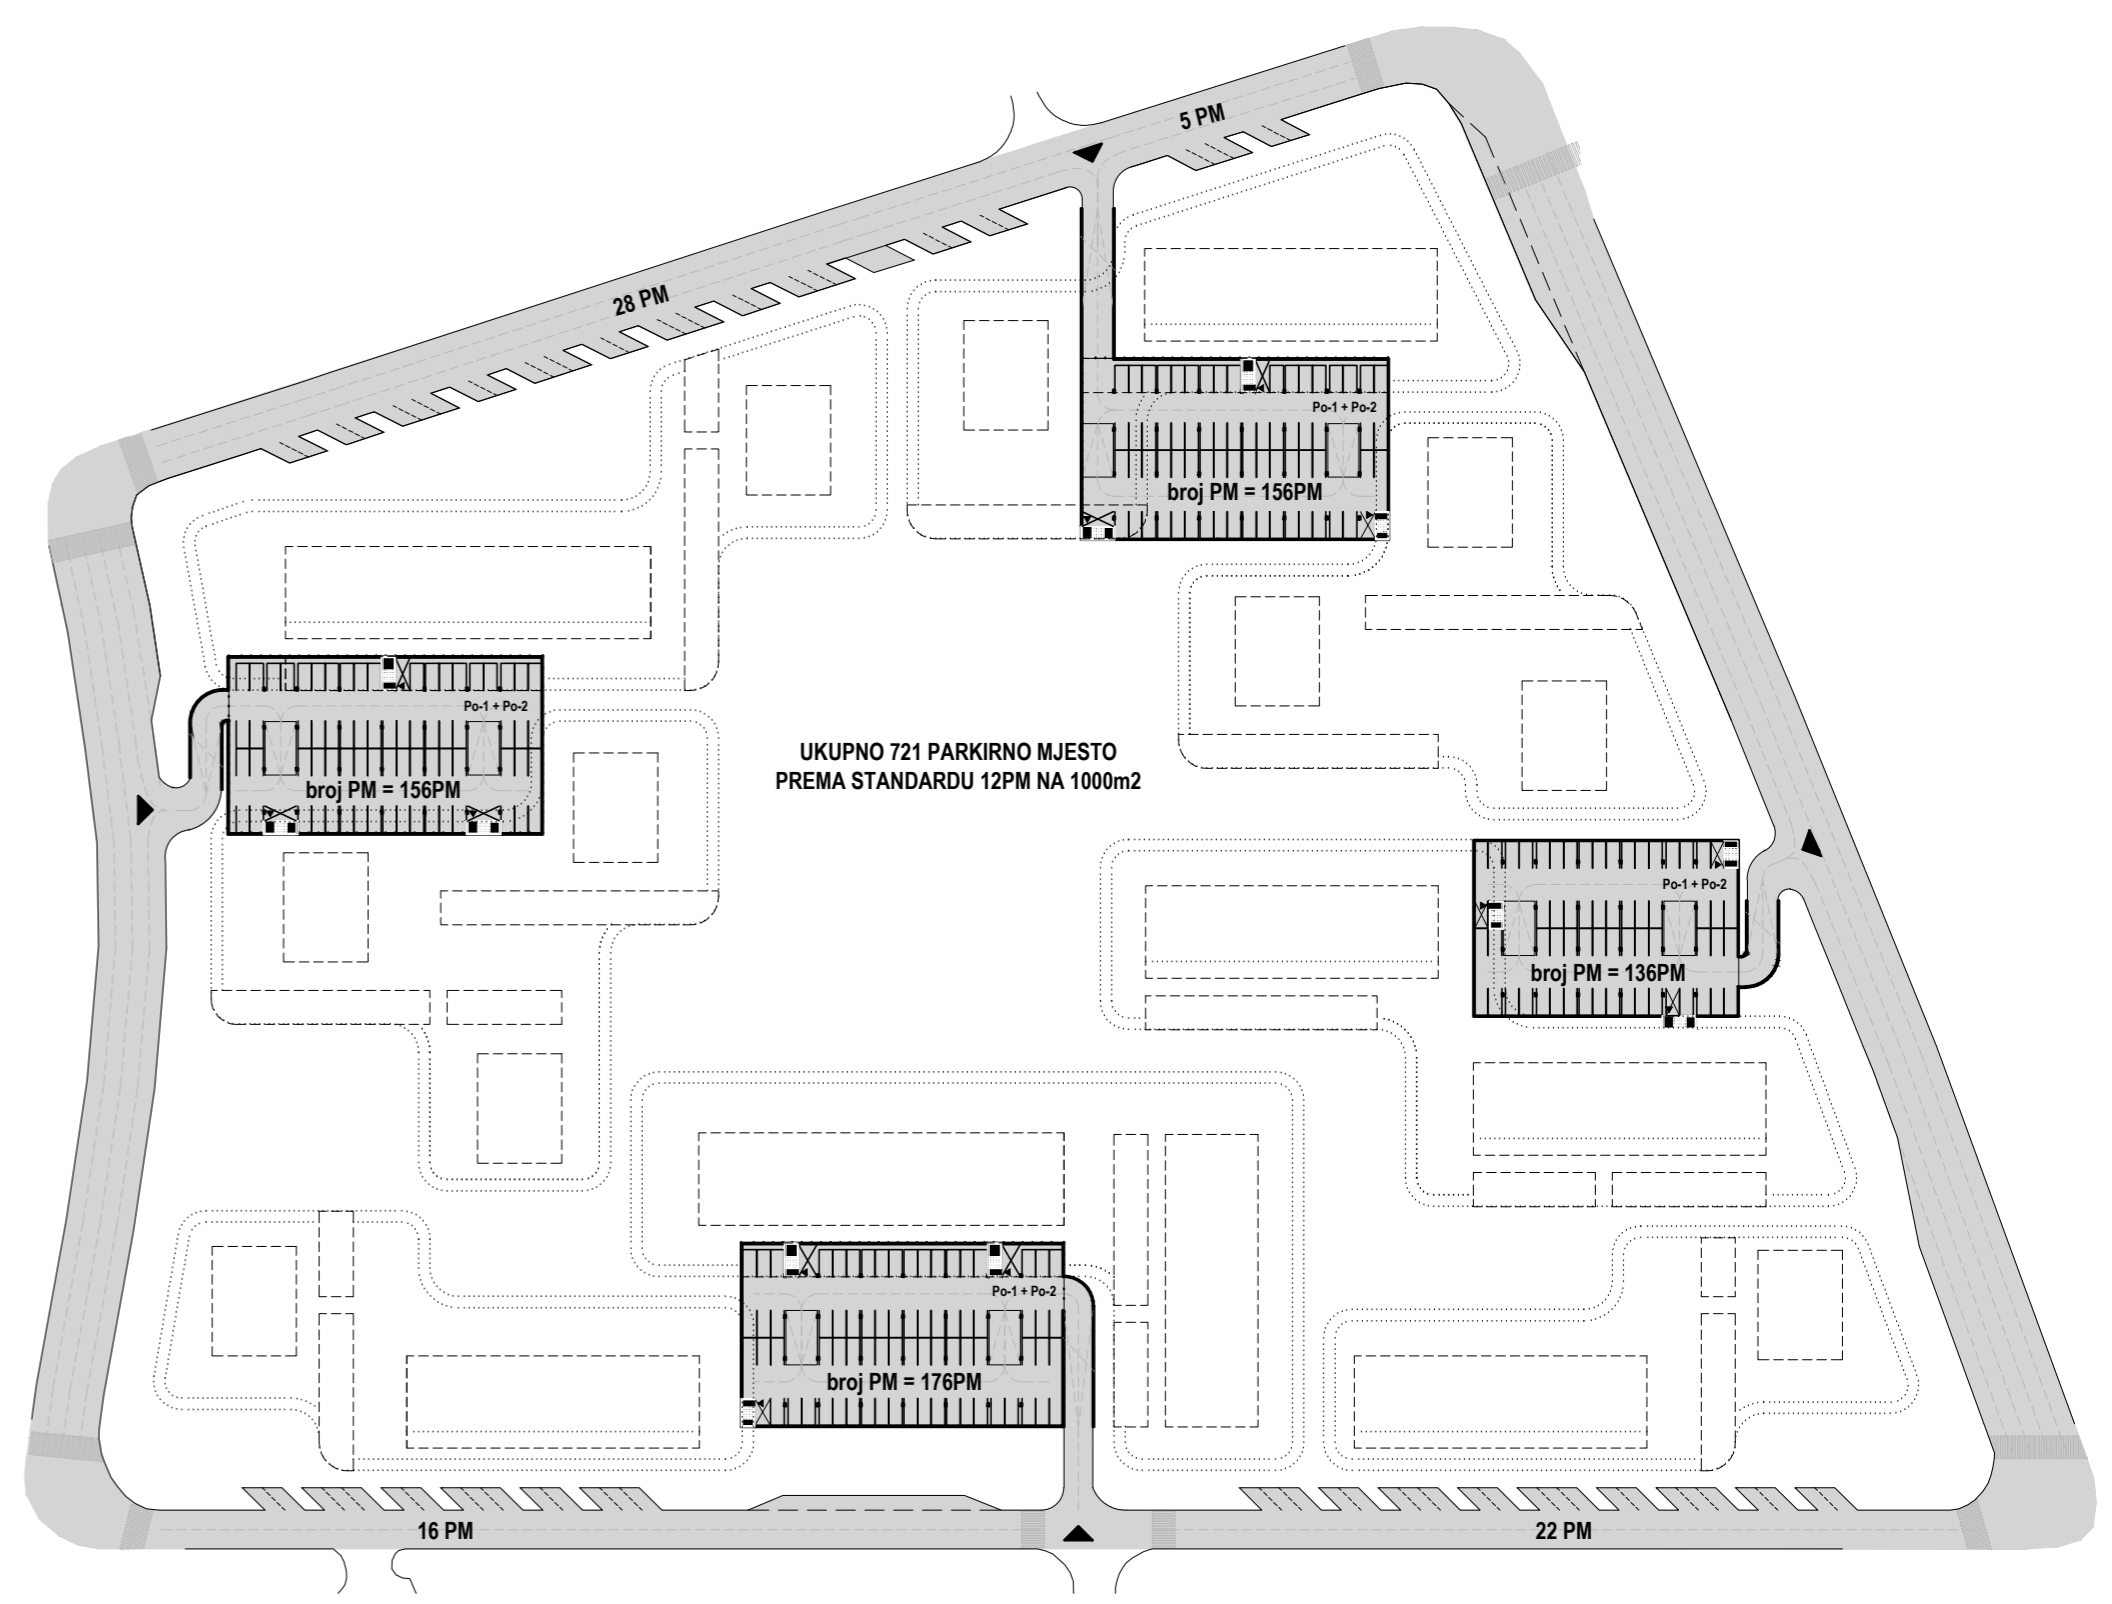 5 PM
28 PM
Po-1 + Po-2
broj PM = 156PM
Po-1 + Po-2
broj PM = 156PM
UKUPNO 721 PARKIRNO MJESTO
PREMA STANDARDU 12PM NA 1000m2
Po-1 + Po-2
broj PM = 136PM
Po-1 + Po-2
broj PM = 176PM
16 PM
22 PM